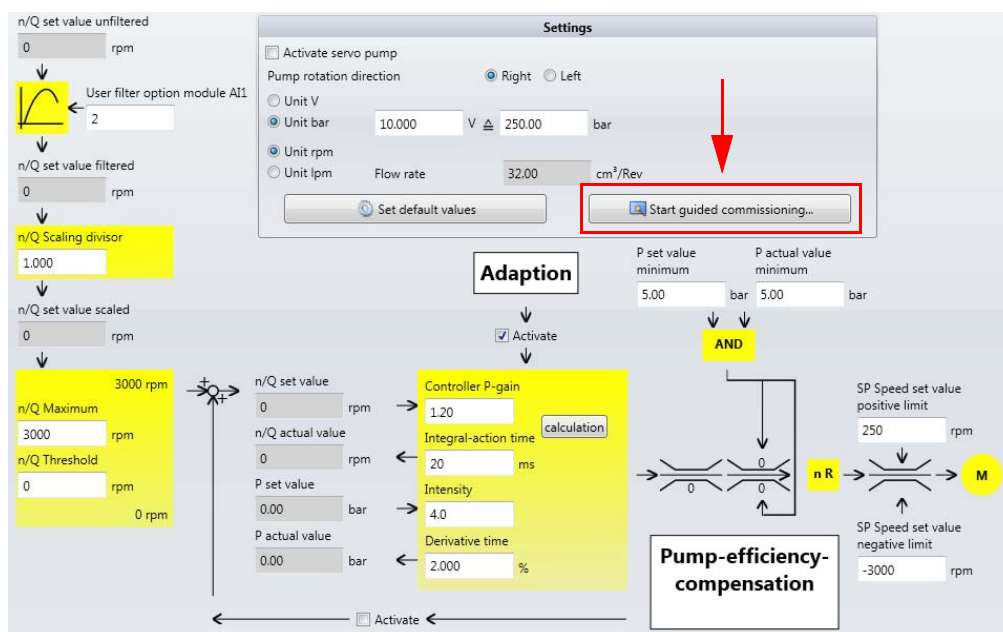 n/Q set value unfiltered
0 rpm
User filter option module AI1
2
n/Q set value filtered
0 rpm
n/Q Scaling divisor
1.000
n/Q set value scaled
0 rpm
3000 rpm
n/Q Maximum
3000 rpm
n/Q Threshold
0 rpm
0 rpm
Settings
Activate servo pump
Pump rotation direction Right Left
Unit V
Unit bar 10.000 V ≙ 250.00 bar
Unit rpm
Unit lpm Flow rate 32.00 cm³/Rev
Set default values Start guided commissioning...
Adaption
Activate
P set value
minimum
5.00 bar
P actual value
minimum
5.00 bar
AND
n/Q set value
0 rpm
n/Q actual value
0 rpm
P set value
0.00 bar
P actual value
0.00 bar
Controller P-gain
1.20
calculation
Integral-action time
20 ms
Intensity
4.0
Derivative time
2.000 %
+
+
0
0
0
n R
SP Speed set value
positive limit
250 rpm
M
SP Speed set value
negative limit
-3000 rpm
Pump-efficiency-
compensation
Activate